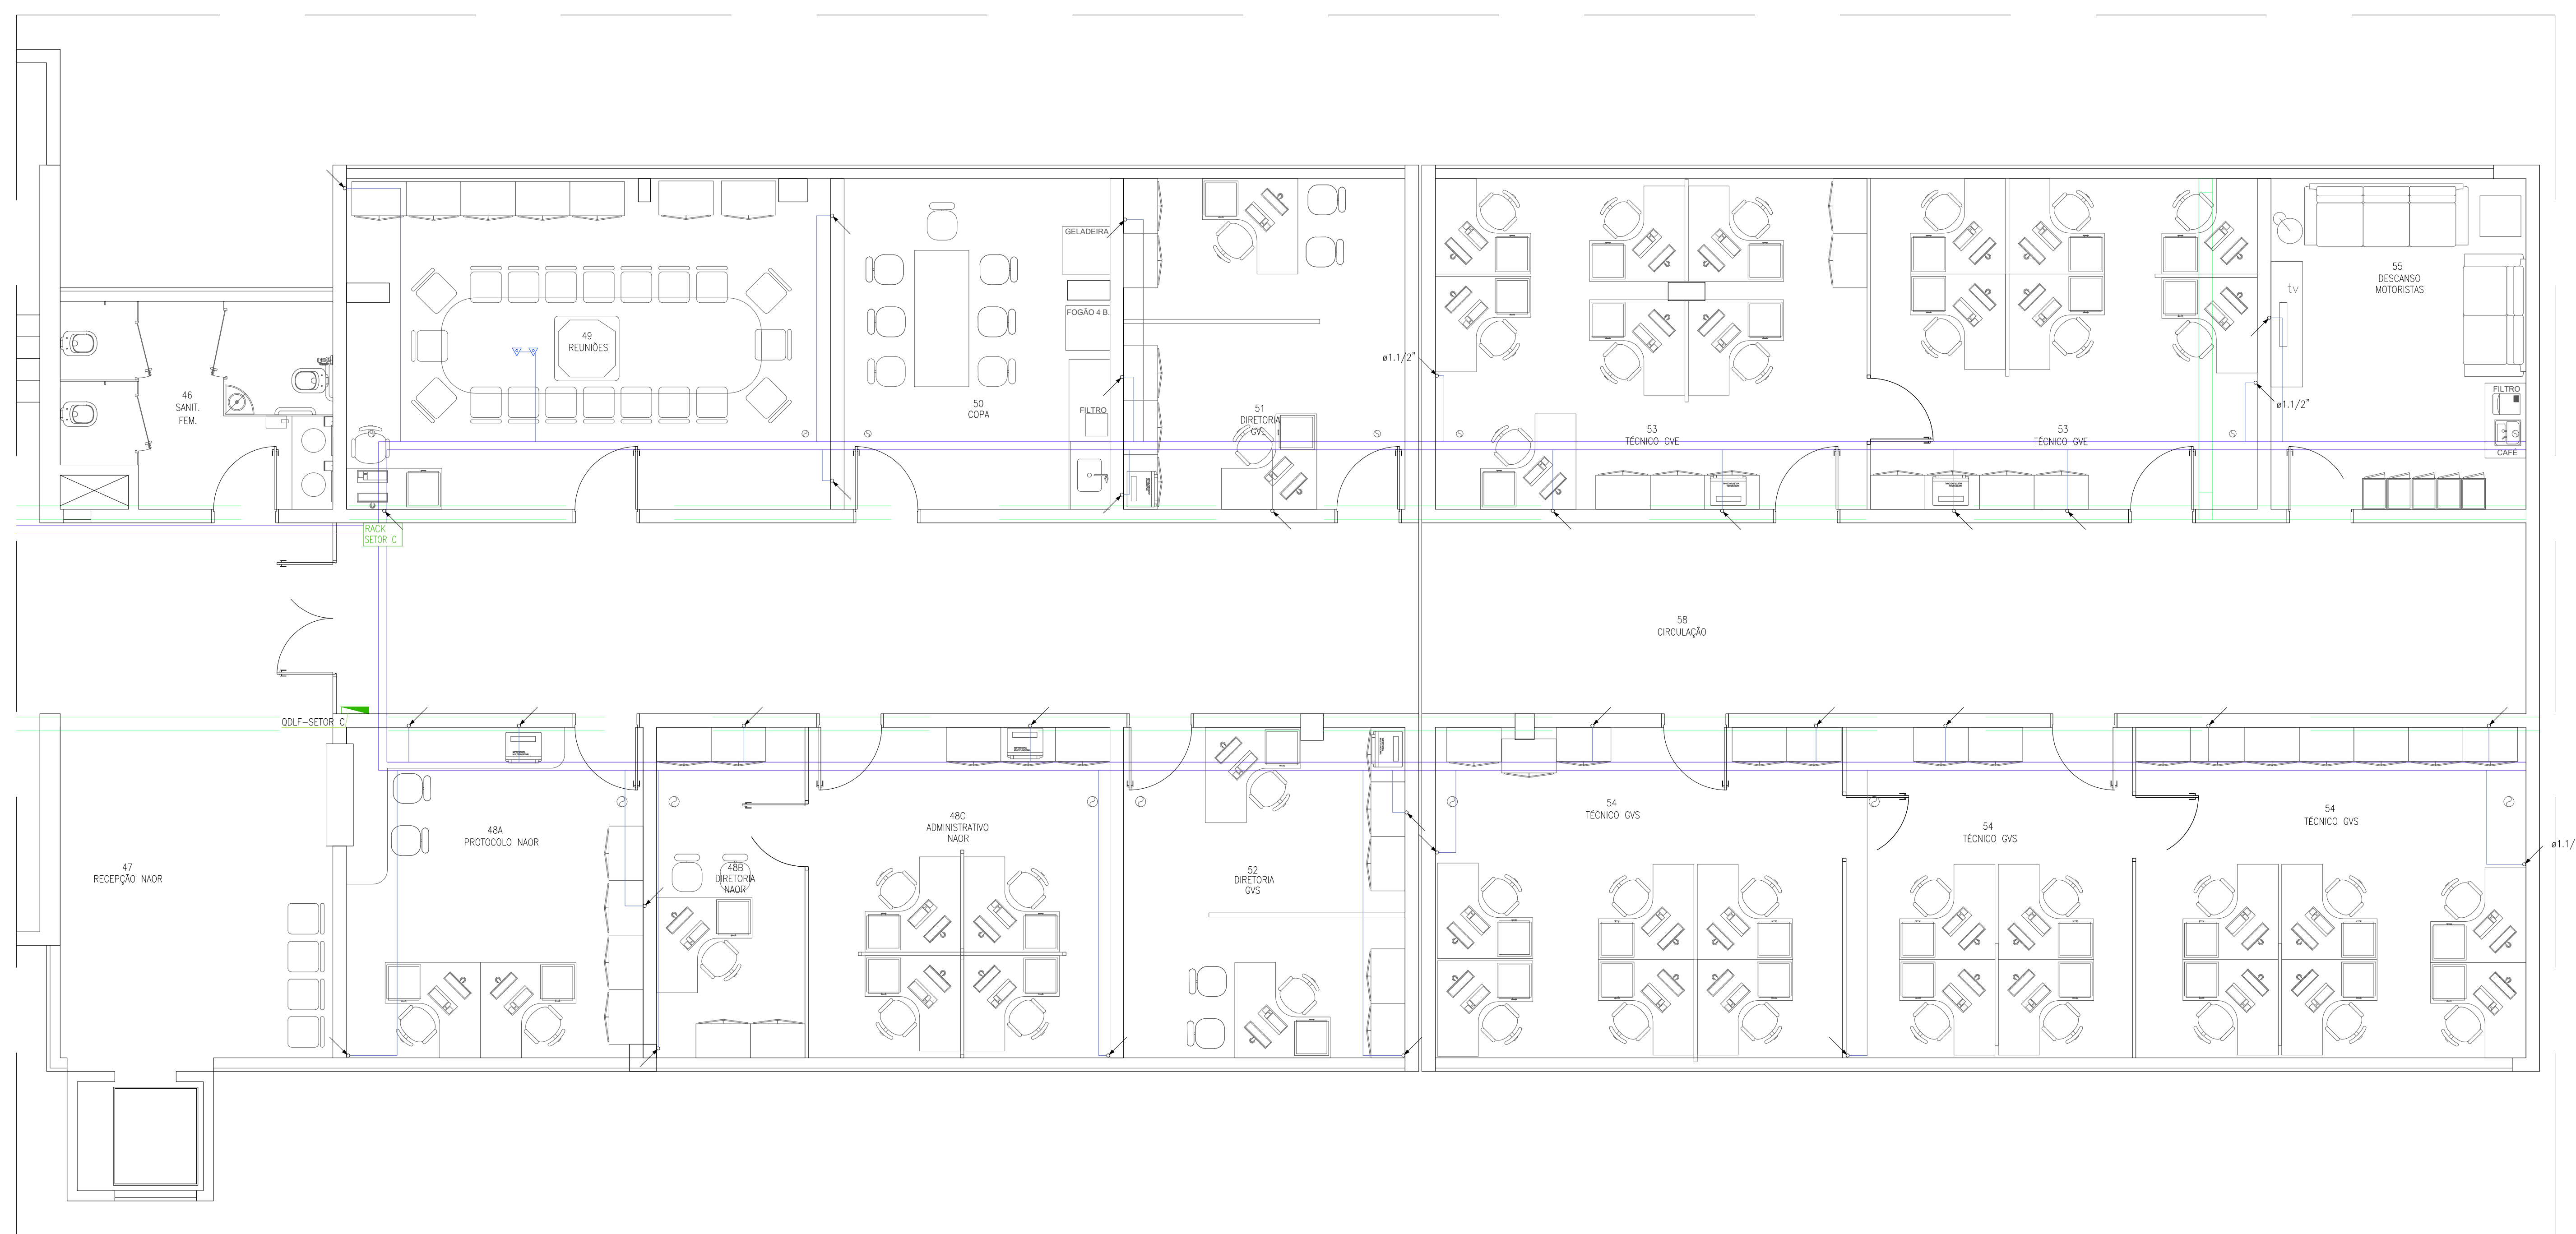 GELADEIRA
FOGÃO 4 B.
FILTRO
49
REUNIÕES
46
SANIT.
FEM.
50
COPA
51
DIRETORIA
GVE
ø1.1/2"
53
TÉCNICO GVE
53
TÉCNICO GVE
55
DESCANSO
MOTORISTAS
tv
ø1.1/2"
FILTRO
CAFÉ
RACK
SETOR C
58
CIRCULAÇÃO
QDLF-SETOR C
47
RECEPÇÃO NAOR
48A
PROTOCOLO NAOR
48B
DIRETORIA
NAOR
48C
ADMINISTRATIVO
NAOR
52
DIRETORIA
GVS
54
TÉCNICO GVS
54
TÉCNICO GVS
54
TÉCNICO GVS
ø1.1/